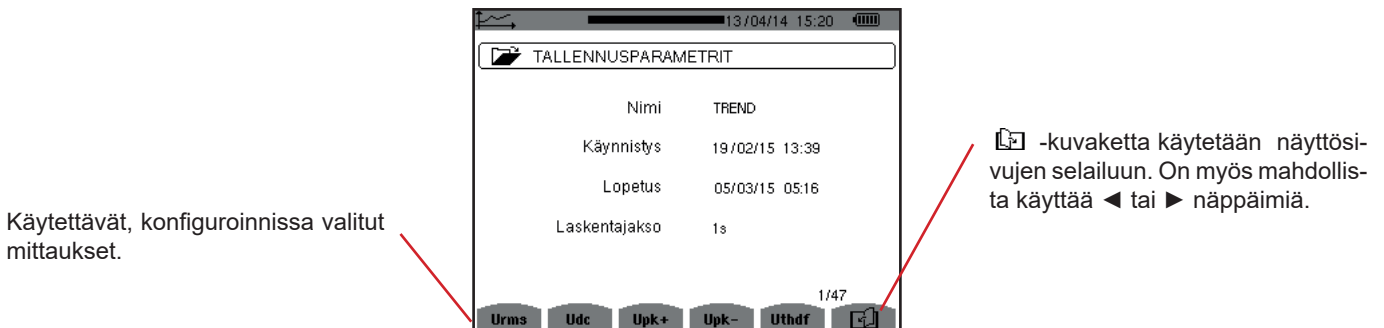 13/04/14 15:20
TALLENNUSPARAMETRIT
Nimi TREND
Käynnistys 19/02/15 13:39
Lopetus 05/03/15 05:16
Laskentajakso 1s
1/47
Urms Udc Upk+ Upk- Uthdf
Käytettävät, konfiguroinnissa valitut
mittaukset.
-kuvaketta käytetään näyttösi-
vujen selailuun. On myös mahdollis-
ta käyttää ◄ tai ► näppäimiä.